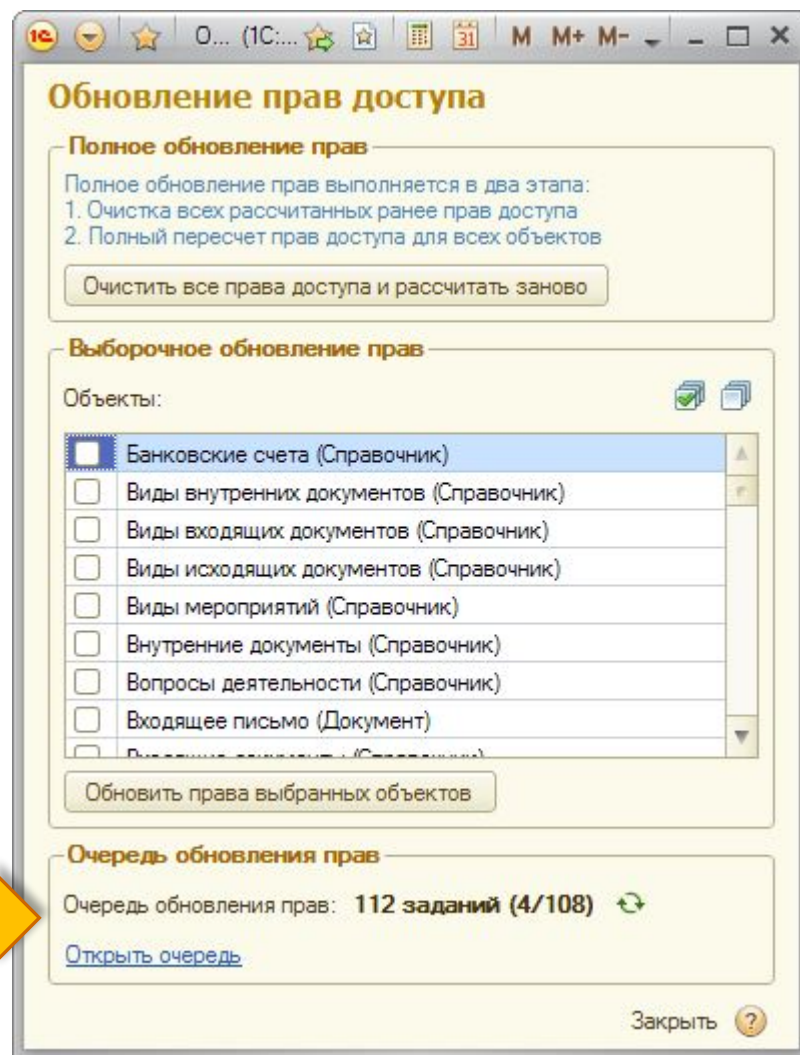 1С О... (1С:... 31 M M+ M-
Обновление прав доступа
Полное обновление прав
Полное обновление прав выполняется в два этапа:
1. Очистка всех рассчитанных ранее прав доступа
2. Полный пересчет прав доступа для всех объектов
Очистить все права доступа и рассчитать заново
Выборочное обновление прав
Объекты:
Банковские счета (Справочник)
Виды внутренних документов (Справочник)
Виды входящих документов (Справочник)
Виды исходящих документов (Справочник)
Виды мероприятий (Справочник)
Внутренние документы (Справочник)
Вопросы деятельности (Справочник)
Входящее письмо (Документ)
Обновить права выбранных объектов
Очередь обновления прав
Очередь обновления прав: 112 заданий (4/108)
Открыть очередь
Закрыть ?